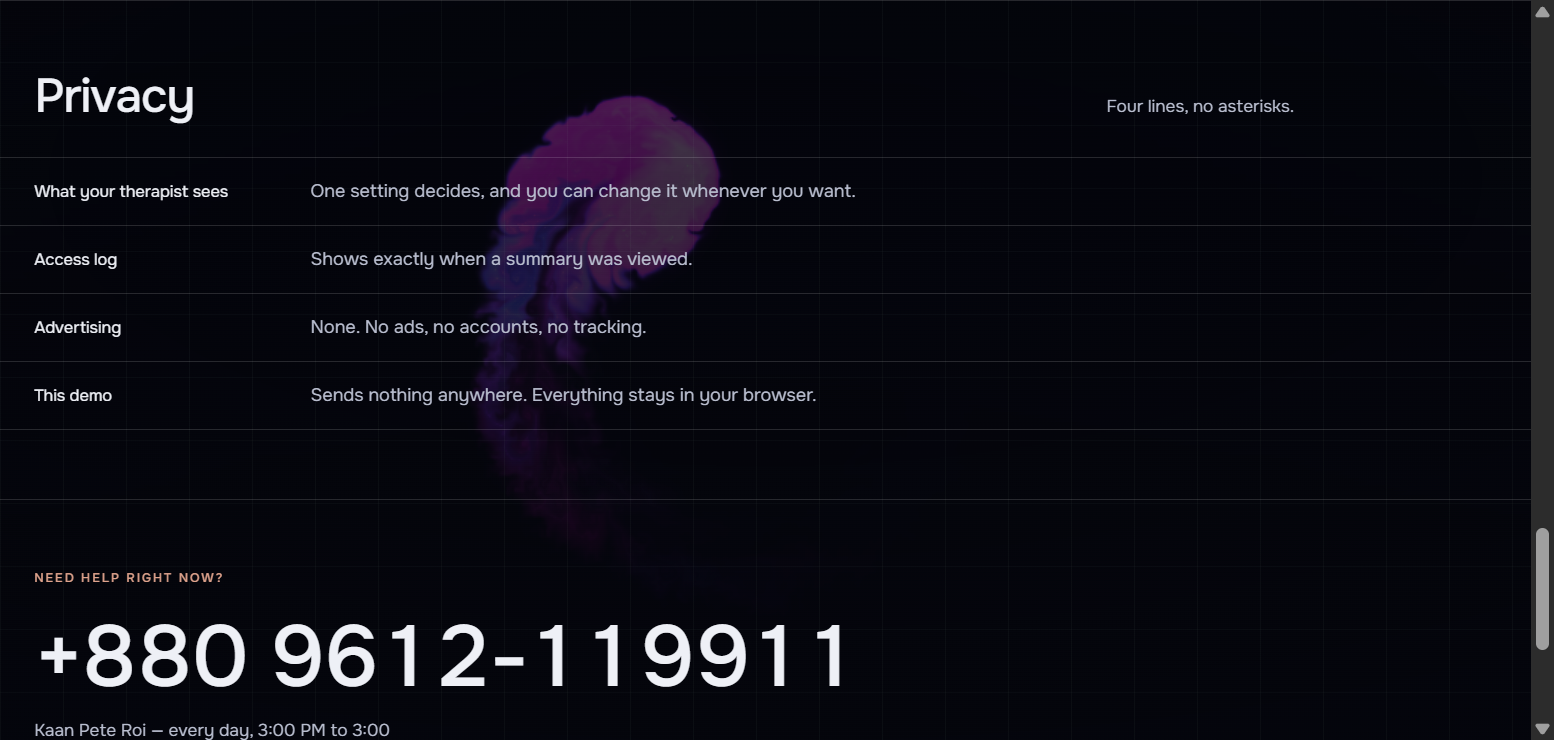 Privacy
Four lines, no asterisks.
What your therapist sees
One setting decides, and you can change it whenever you want.
Access log
Shows exactly when a summary was viewed.
Advertising
None. No ads, no accounts, no tracking.
This demo
Sends nothing anywhere. Everything stays in your browser.
NEED HELP RIGHT NOW?
+880 9612-119911
Kaan Pete Roi — every day, 3:00 PM to 3:00